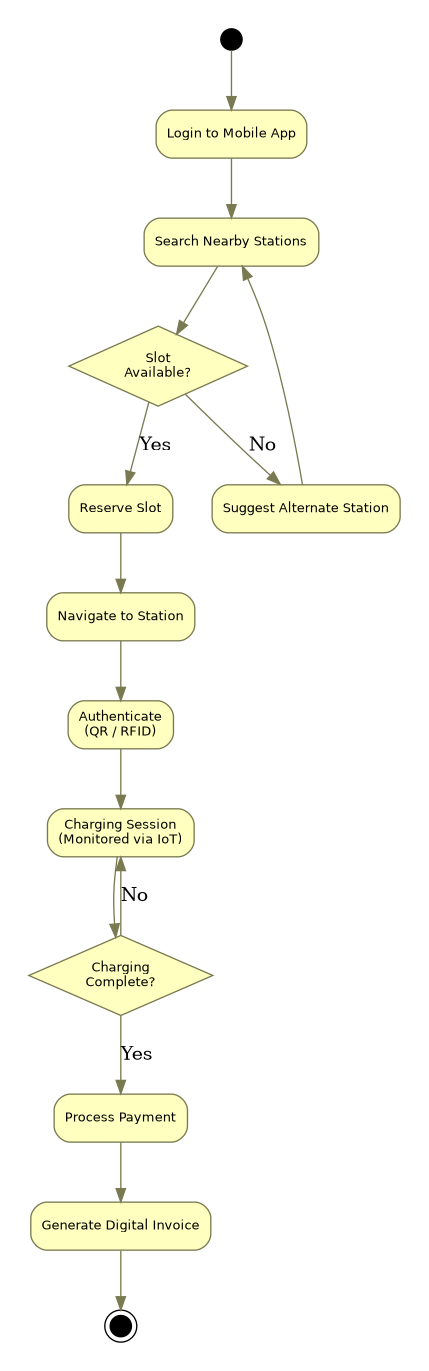 Login to Mobile App
Search Nearby Stations
Slot
Available?
Yes
No
Reserve Slot
Suggest Alternate Station
Navigate to Station
Authenticate
(QR / RFID)
Charging Session
(Monitored via IoT)
No
Charging
Complete?
Yes
Process Payment
Generate Digital Invoice